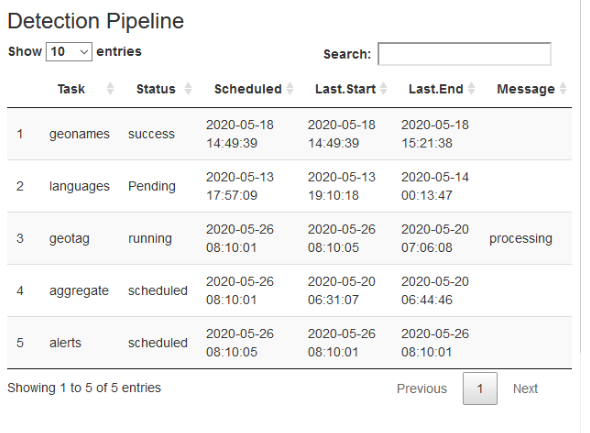 Detection Pipeline
Show 10 entries Search:
Task Status Scheduled Last.Start Last.End Message
1 geonames success 2020-05-18 14:49:39 2020-05-18 14:49:39 2020-05-18 15:21:38
2 languages Pending 2020-05-13 17:57:09 2020-05-13 19:10:18 2020-05-14 00:13:47
3 geotag running 2020-05-26 08:10:01 2020-05-26 08:10:05 2020-05-20 07:06:08 processing
4 aggregate scheduled 2020-05-26 08:10:01 2020-05-20 06:31:07 2020-05-20 06:44:46
5 alerts scheduled 2020-05-26 08:10:05 2020-05-26 08:10:01 2020-05-26 08:10:01
Showing 1 to 5 of 5 entries Previous 1 Next